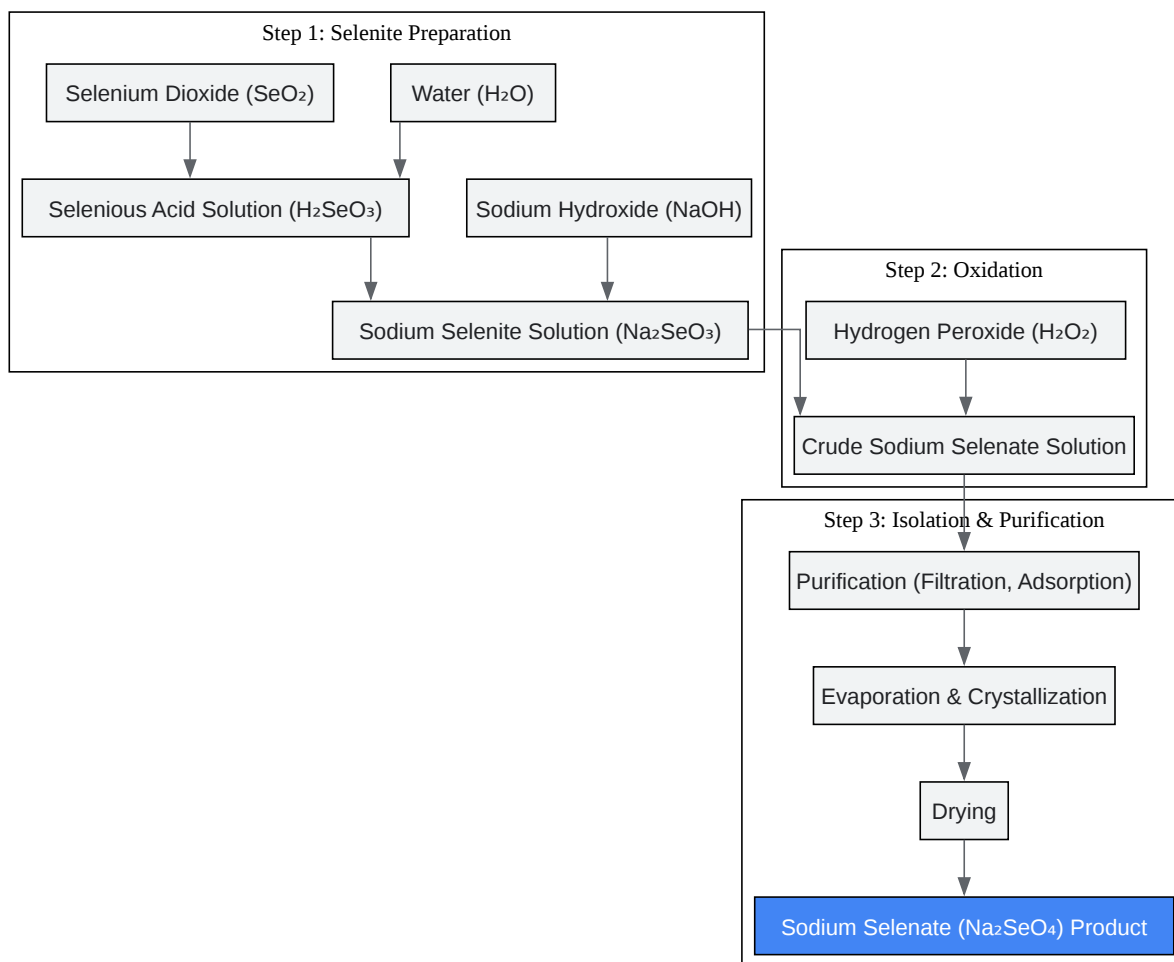 Step 1: Selenite Preparation
Selenium Dioxide (SeO₂)
Water (H₂O)
Selenious Acid Solution (H₂SeO₃)
Sodium Hydroxide (NaOH)
Sodium Selenite Solution (Na₂SeO₃)
Step 2: Oxidation
Hydrogen Peroxide (H₂O₂)
Crude Sodium Selenate Solution
Step 3: Isolation & Purification
Purification (Filtration, Adsorption)
Evaporation & Crystallization
Drying
Sodium Selenate (Na₂SeO₄) Product